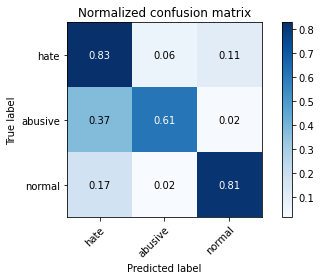 Normalized confusion matrix
True label
hate 0.83 0.06 0.11
abusive 0.37 0.61 0.02
normal 0.17 0.02 0.81
hate abusive normal
Predicted label
0.8
0.7
0.6
0.5
0.4
0.3
0.2
0.1